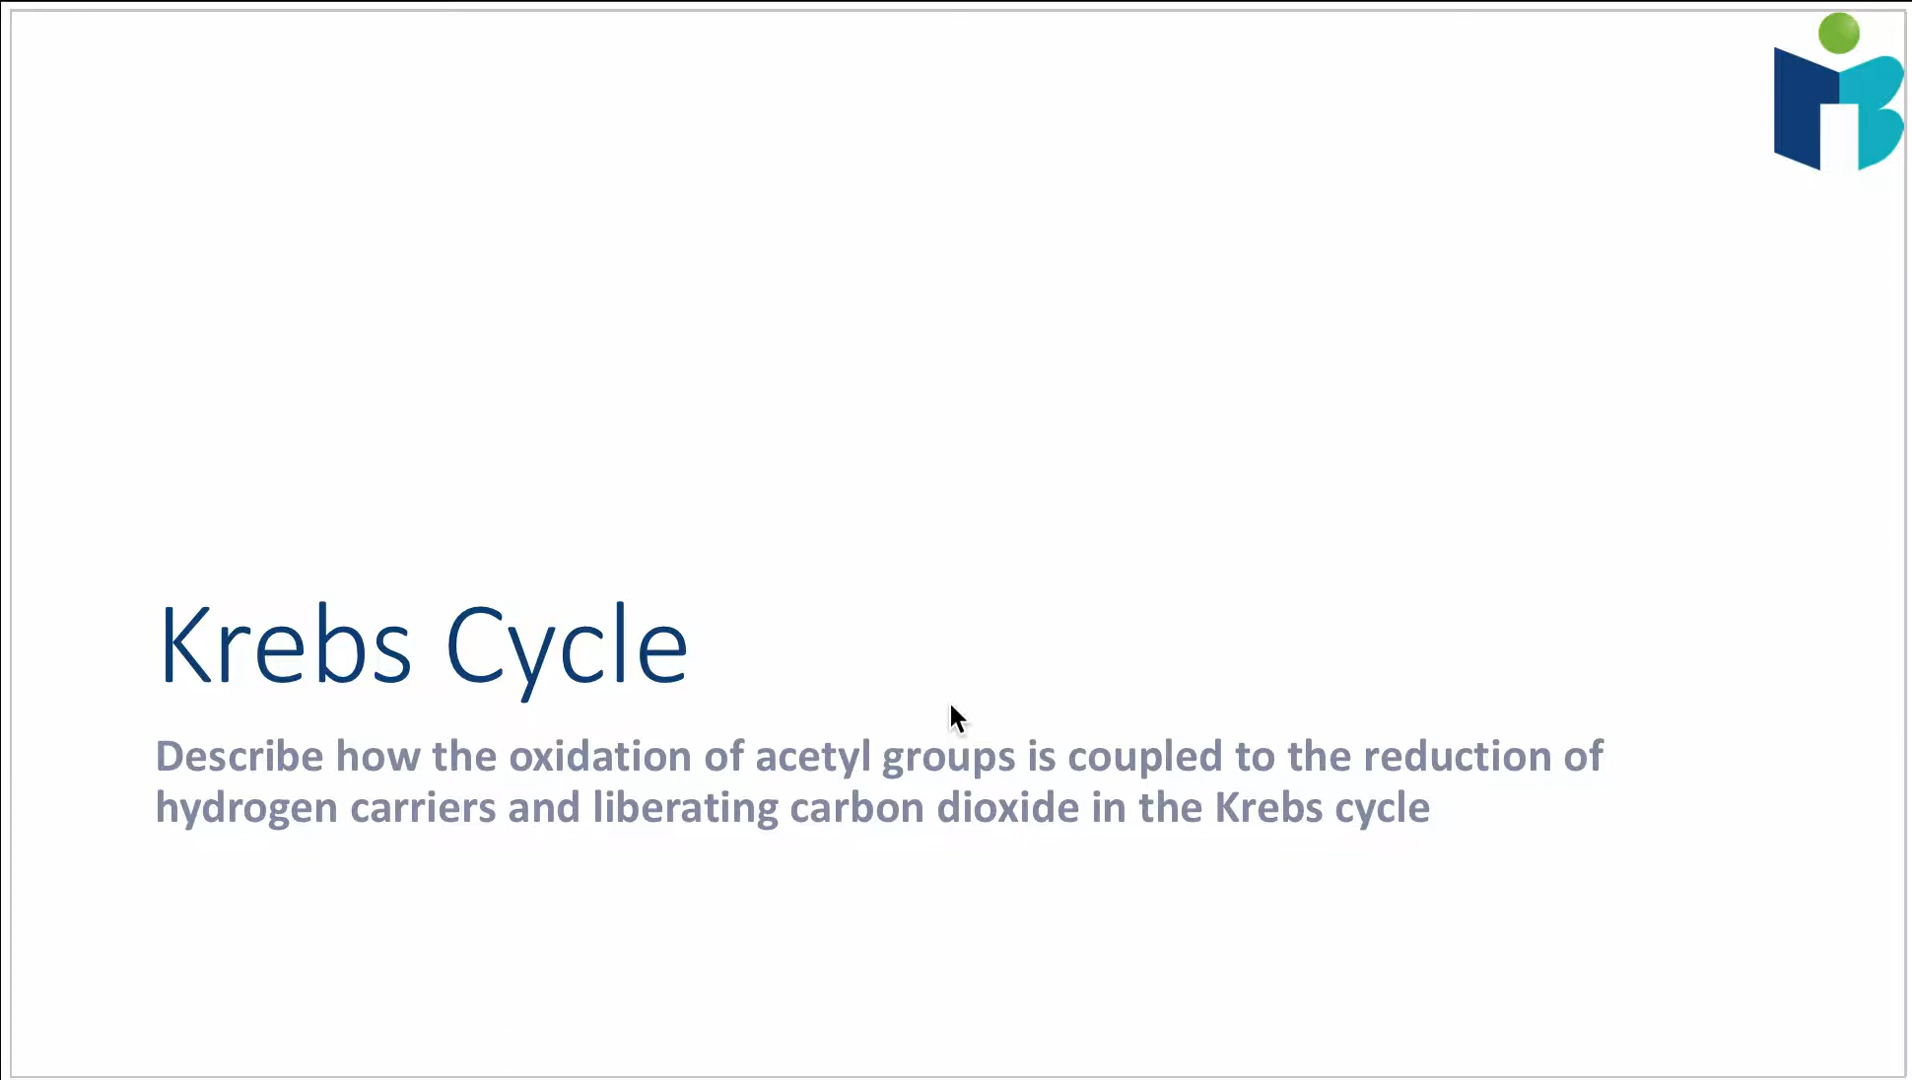 Krebs Cycle
Describe how the oxidation of acetyl groups is coupled to the reduction of
hydrogen carriers and liberating carbon dioxide in the Krebs cycle